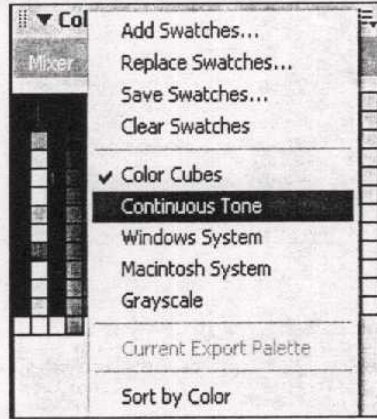 Col
Mixer
Add Swatches...
Replace Swatches...
Save Swatches...
Clear Swatches
Color Cubes
Continuous Tone
Windows System
Macintosh System
Grayscale
Current Export Palette
Sort by Color